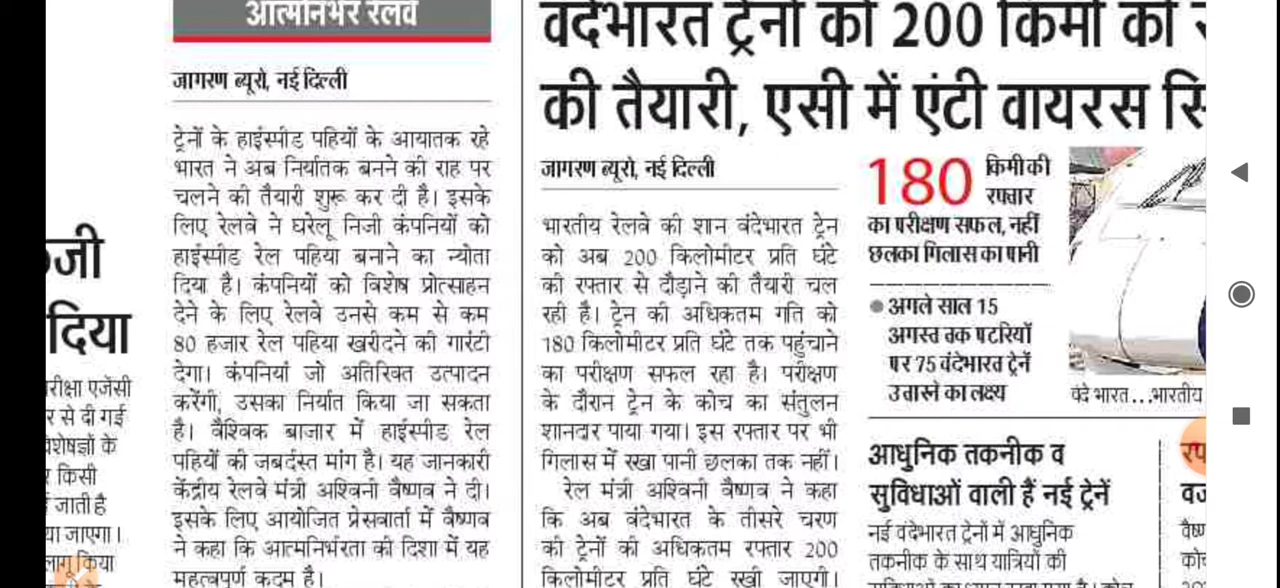 जी
दिया
रीक्षा एजेंसी
र से दी गई
विशेषज्ञों के
किसी
जाती है
या जाएगा।
लागू किया
आत्मनिर्भर रेलवे
जागरण ब्यूरो, नई दिल्ली
ट्रेनों के हाईस्पीड पहियों के आयातक रहे
भारत ने अब निर्यातक बनने की राह पर
चलने की तैयारी शुरू कर दी है। इसके
लिए रेलवे ने घरेलू निजी कंपनियों को
हाईस्पीड रेल पहिया बनाने का न्योता
दिया है। कंपनियों को विशेष प्रोत्साहन
देने के लिए रेलवे उनसे कम से कम
80 हजार रेल पहिया खरीदने की गारंटी
देगा। कंपनियां जो अतिरिक्त उत्पादन
करेंगी, उसका निर्यात किया जा सकता
है। वैश्विक बाजार में हाईस्पीड रेल
पहियों की जबर्दस्त मांग है। यह जानकारी
केंद्रीय रेलवे मंत्री अश्विनी वैष्णव ने दी।
इसके लिए आयोजित प्रेसवार्ता में वैष्णव
ने कहा कि आत्मनिर्भरता की दिशा में यह
महत्वपूर्ण कदम है।
वंदेभारत ट्रेनों को 200 किमी की
की तैयारी, एसी में एंटी वायरस
जागरण ब्यूरो, नई दिल्ली
भारतीय रेलवे की शान वंदेभारत ट्रेन
को अब 200 किलोमीटर प्रति घंटे
की रफ्तार से दौड़ाने की तैयारी चल
रही है। ट्रेन की अधिकतम गति को
180 किलोमीटर प्रति घंटे तक पहुंचाने
का परीक्षण सफल रहा है। परीक्षण
के दौरान ट्रेन के कोच का संतुलन
शानदार पाया गया। इस रफ्तार पर भी
गिलास में रखा पानी छलका तक नहीं।
रेल मंत्री अश्विनी वैष्णव ने कहा
कि अब वंदेभारत के तीसरे चरण
की ट्रेनों की अधिकतम रफ्तार 200
किलोमीटर प्रति घंटे रखी जाएगी।
180 किमी की
रफ्तार
का परीक्षण सफल, नहीं
छलका गिलास का पानी
● अगले साल 15
अगस्त तक पटरियों
पर 75 वंदेभारत ट्रेनें
उतारने का लक्ष्य
वंदे भारत...भारतीय
आधुनिक तकनीक व
सुविधाओं वाली हैं नई ट्रेनें
नई वंदेभारत ट्रेनों में आधुनिक
तकनीक के साथ यात्रियों की